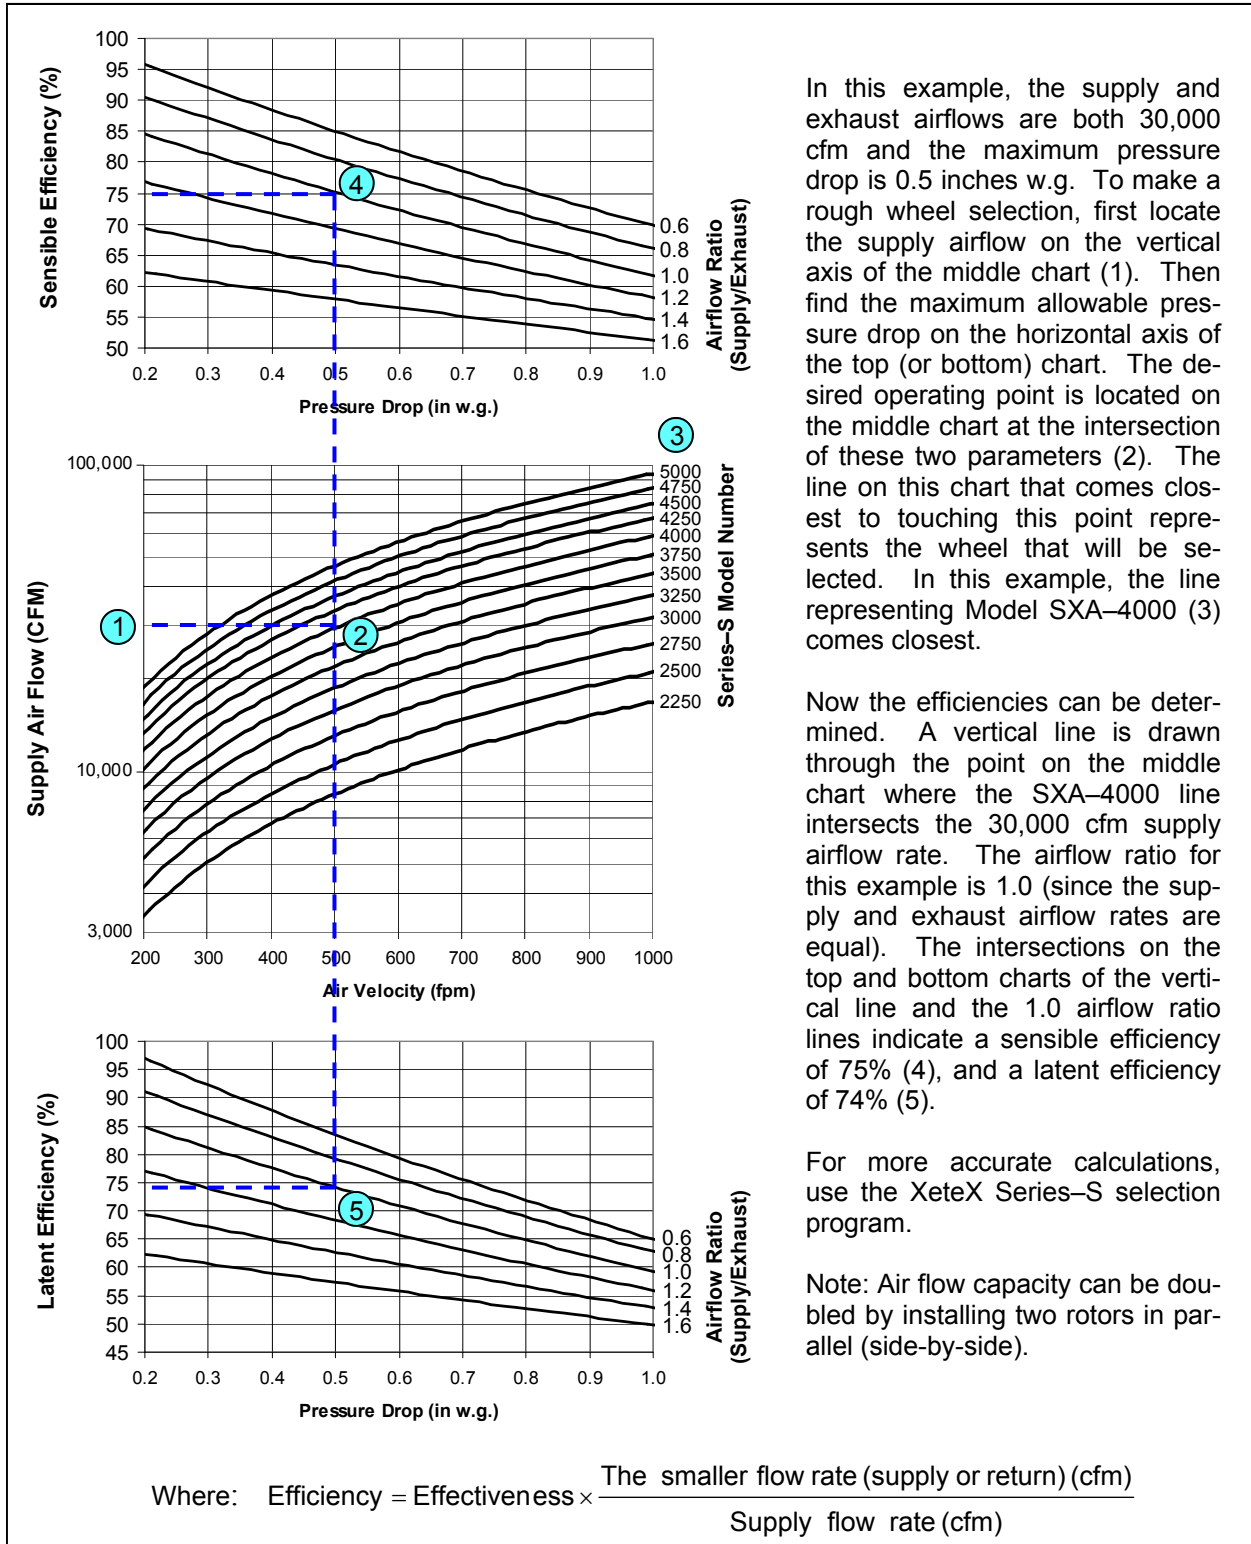 100
95
90
85
80
75
70
65
60
55
50
Sensible Efficiency (%)
4
0.6
0.8
1.0
1.2
1.4
1.6
Airflow Ratio
(Supply/Exhaust)
0.2 0.3 0.4 0.5 0.6 0.7 0.8 0.9 1.0
Pressure Drop (in w.g.)
3
100,000
10,000
3,000
Supply Air Flow (CFM)
1
2
5000
4750
4500
4250
4000
3750
3500
3250
3000
2750
2500
2250
Series–S Model Number
200 300 400 500 600 700 800 900 1000
Air Velocity (fpm)
100
95
90
85
80
75
70
65
60
55
50
45
Latent Efficiency (%)
5
0.6
0.8
1.0
1.2
1.4
1.6
Airflow Ratio
(Supply/Exhaust)
0.2 0.3 0.4 0.5 0.6 0.7 0.8 0.9 1.0
Pressure Drop (in w.g.)
In this example, the supply and
exhaust airflows are both 30,000
cfm and the maximum pressure
drop is 0.5 inches w.g. To make a
rough wheel selection, first locate
the supply airflow on the vertical
axis of the middle chart (1). Then
find the maximum allowable pres-
sure drop on the horizontal axis of
the top (or bottom) chart. The de-
sired operating point is located on
the middle chart at the intersection
of these two parameters (2). The
line on this chart that comes clos-
est to touching this point repre-
sents the wheel that will be se-
lected. In this example, the line
representing Model SXA–4000 (3)
comes closest.
Now the efficiencies can be deter-
mined. A vertical line is drawn
through the point on the middle
chart where the SXA–4000 line
intersects the 30,000 cfm supply
airflow rate. The airflow ratio for
this example is 1.0 (since the sup-
ply and exhaust airflow rates are
equal). The intersections on the
top and bottom charts of the verti-
cal line and the 1.0 airflow ratio
lines indicate a sensible efficiency
of 75% (4), and a latent efficiency
of 74% (5).
For more accurate calculations,
use the XeteX Series–S selection
program.
Note: Air flow capacity can be dou-
bled by installing two rotors in par-
allel (side-by-side).
Where: Efficiency = Effectiveness × The smaller flow rate (supply or return) (cfm)
Supply flow rate (cfm)